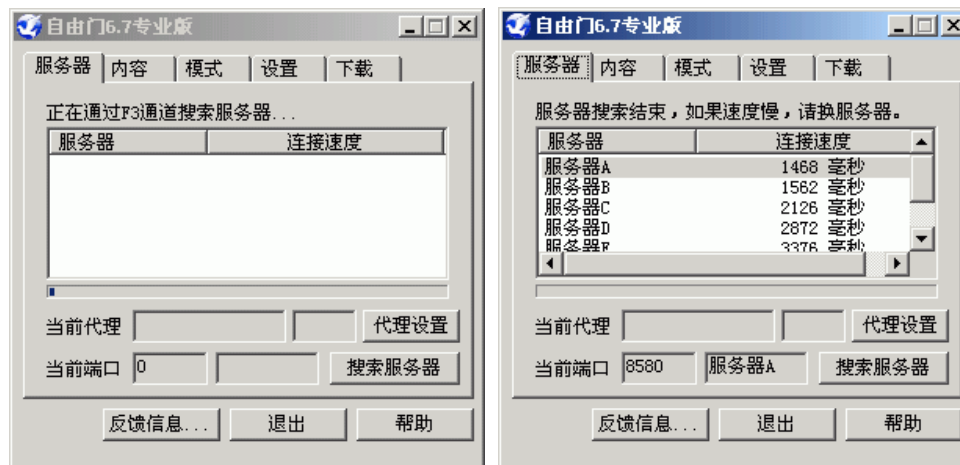 自由门6.7专业版
服务器 内容 模式 设置 下载
正在通过F3通道搜索服务器...
服务器 连接速度
当前代理 代理设置
当前端口 0 搜索服务器
反馈信息... 退出 帮助
自由门6.7专业版
服务器 内容 模式 设置 下载
服务器搜索结束，如果速度慢，请换服务器。
服务器 连接速度
服务器A 1468 毫秒
服务器B 1562 毫秒
服务器C 2126 毫秒
服务器D 2872 毫秒
服务器E 3376 毫秒
当前代理 代理设置
当前端口 8580 服务器A 搜索服务器
反馈信息... 退出 帮助